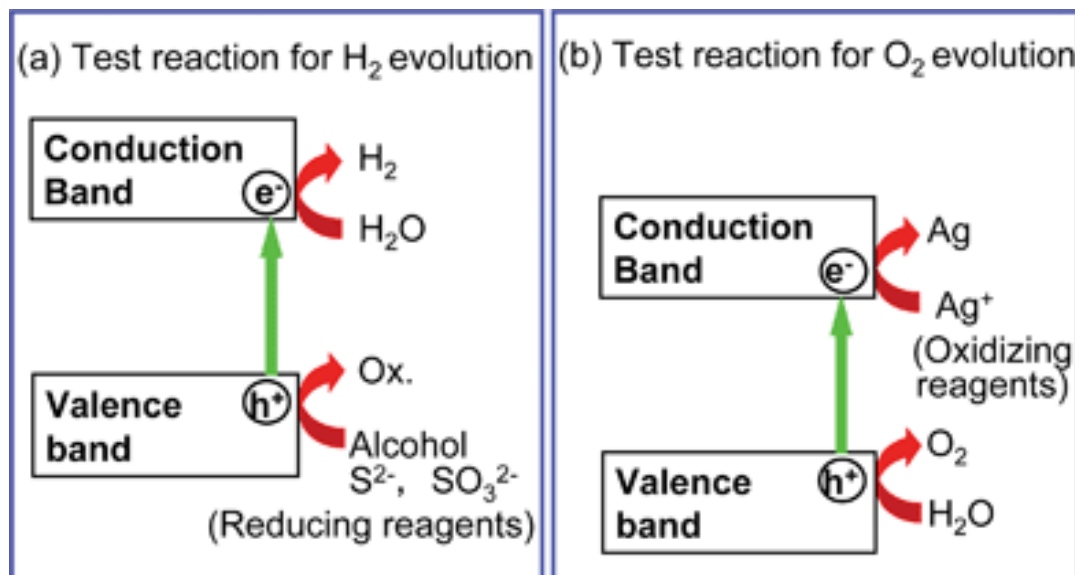 (a) Test reaction for H₂ evolution
Conduction
Band
e⁻
H₂
H₂O
Valence
band
h⁺
Ox.
Alcohol
S²⁻, SO₃²⁻
(Reducing reagents)
(b) Test reaction for O₂ evolution
Conduction
Band
e⁻
Ag
Ag⁺
(Oxidizing
reagents)
Valence
band
h⁺
O₂
H₂O